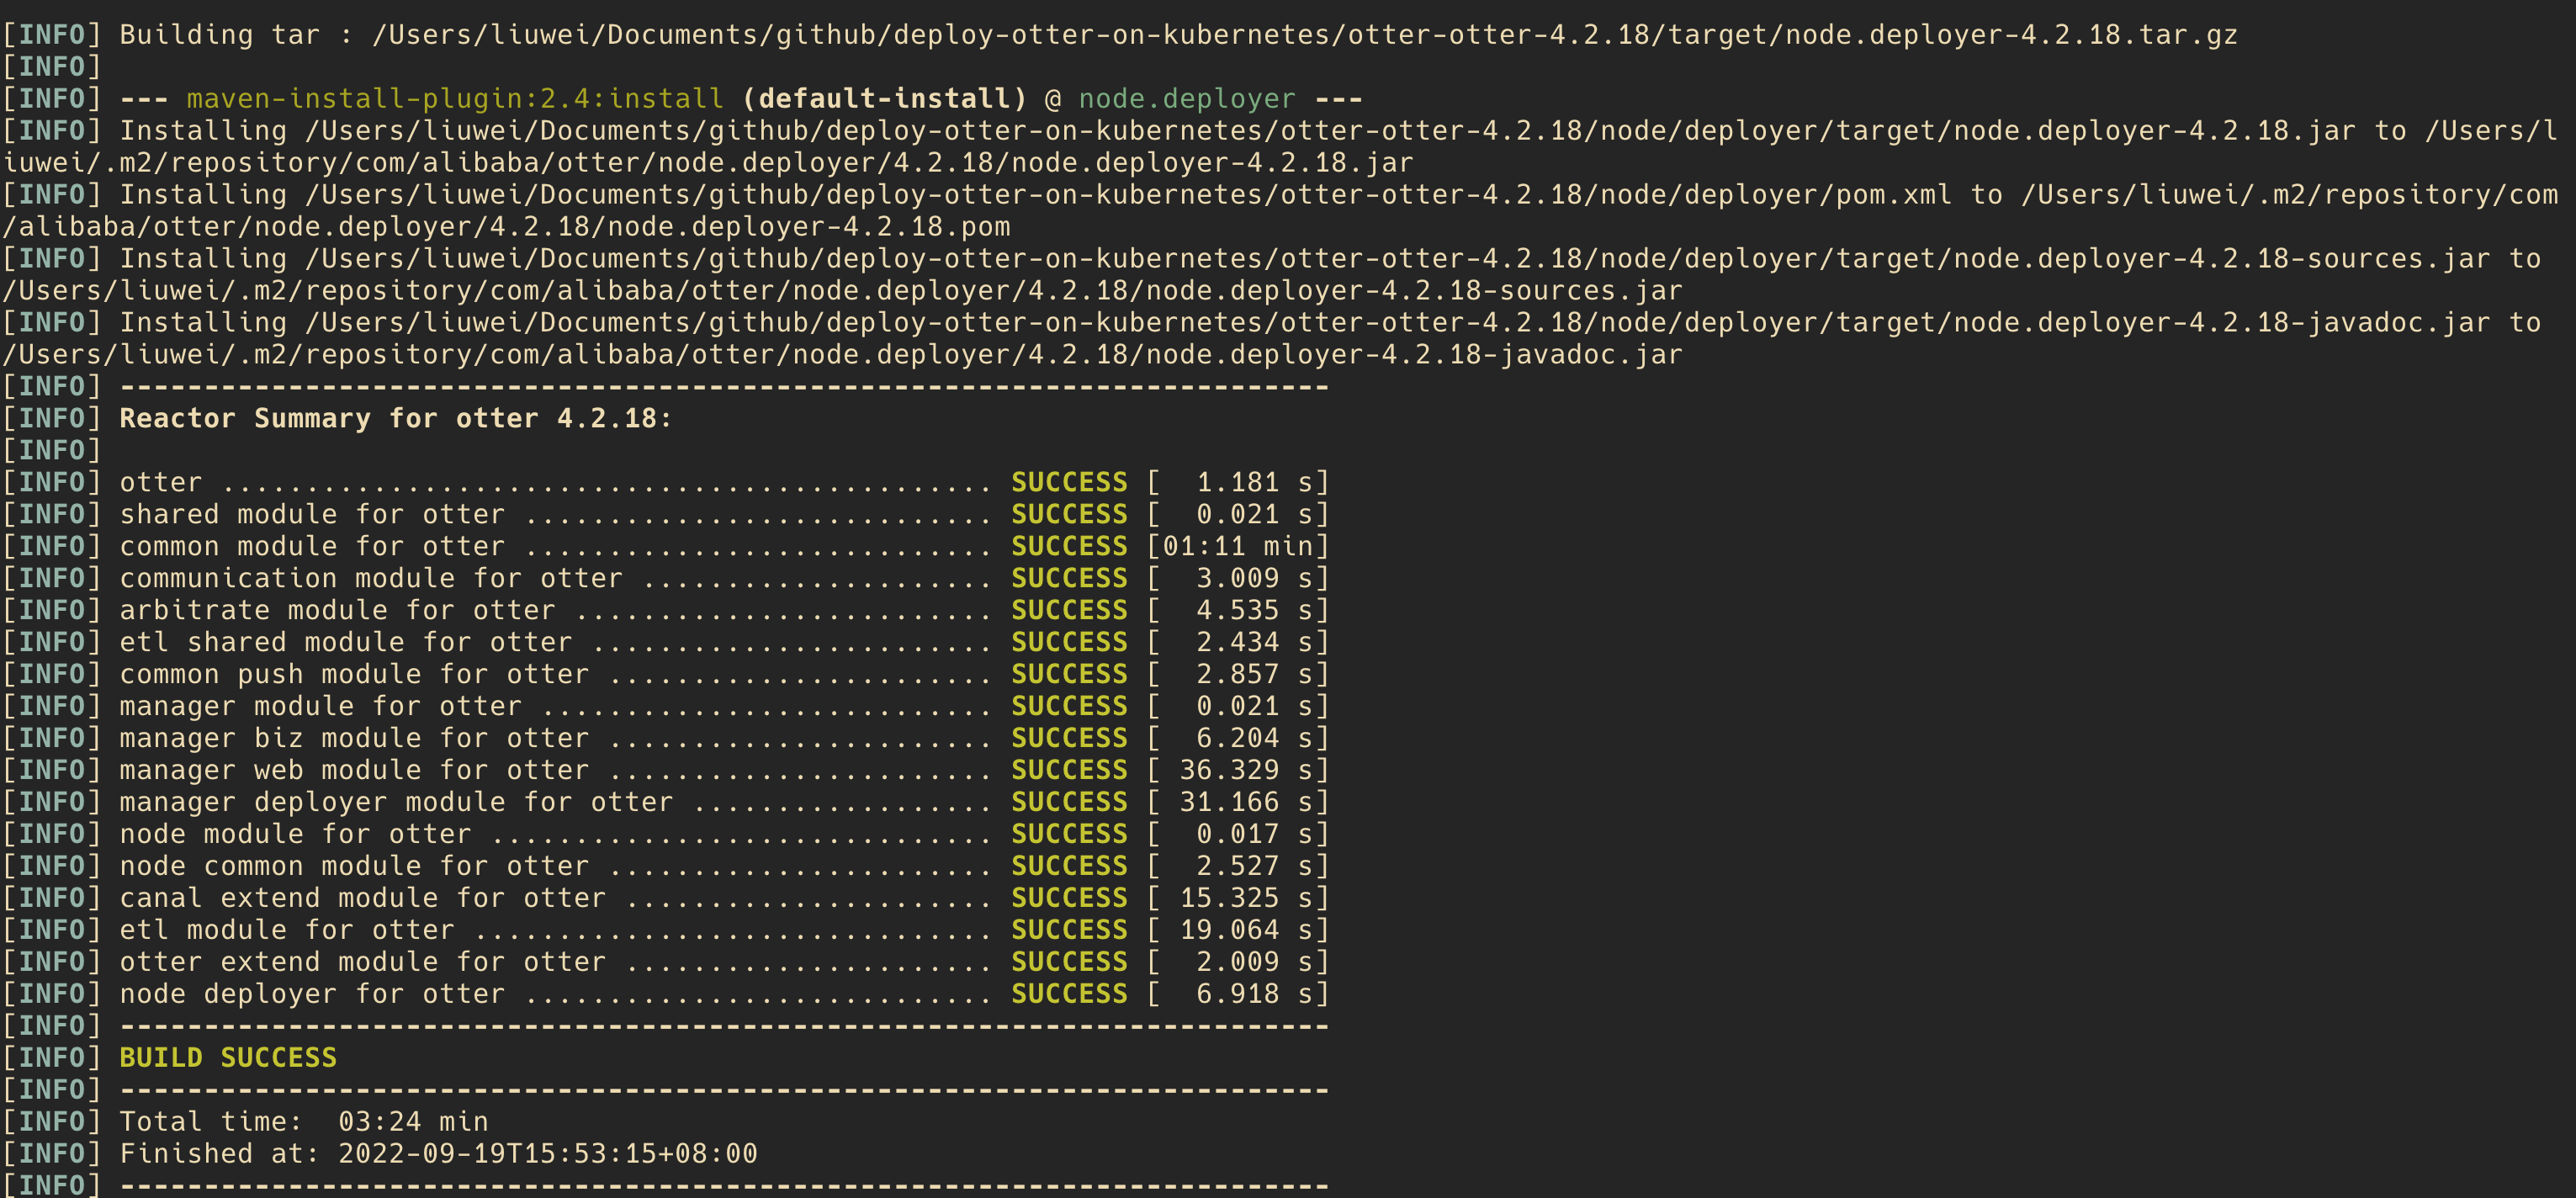 [INFO] Building tar : /Users/liuwei/Documents/github/deploy-otter-on-kubernetes/otter-otter-4.2.18/target/node.deployer-4.2.18.tar.gz
[INFO]
[INFO] --- maven-install-plugin:2.4:install (default-install) @ node.deployer ---
[INFO] Installing /Users/liuwei/Documents/github/deploy-otter-on-kubernetes/otter-otter-4.2.18/node/deployer/target/node.deployer-4.2.18.jar to /Users/l
iuwei/.m2/repository/com/alibaba/otter/node.deployer/4.2.18/node.deployer-4.2.18.jar
[INFO] Installing /Users/liuwei/Documents/github/deploy-otter-on-kubernetes/otter-otter-4.2.18/node/deployer/pom.xml to /Users/liuwei/.m2/repository/com
/alibaba/otter/node.deployer/4.2.18/node.deployer-4.2.18.pom
[INFO] Installing /Users/liuwei/Documents/github/deploy-otter-on-kubernetes/otter-otter-4.2.18/node/deployer/target/node.deployer-4.2.18-sources.jar to
/Users/liuwei/.m2/repository/com/alibaba/otter/node.deployer/4.2.18/node.deployer-4.2.18-sources.jar
[INFO] Installing /Users/liuwei/Documents/github/deploy-otter-on-kubernetes/otter-otter-4.2.18/node/deployer/target/node.deployer-4.2.18-javadoc.jar to
/Users/liuwei/.m2/repository/com/alibaba/otter/node.deployer/4.2.18/node.deployer-4.2.18-javadoc.jar
[INFO] ------------------------------------------------------------------------
[INFO] Reactor Summary for otter 4.2.18:
[INFO]
[INFO] otter .............................................. SUCCESS [  1.181 s]
[INFO] shared module for otter ............................ SUCCESS [  0.021 s]
[INFO] common module for otter ............................ SUCCESS [01:11 min]
[INFO] communication module for otter ..................... SUCCESS [  3.009 s]
[INFO] arbitrate module for otter ......................... SUCCESS [  4.535 s]
[INFO] etl shared module for otter ........................ SUCCESS [  2.434 s]
[INFO] common push module for otter ....................... SUCCESS [  2.857 s]
[INFO] manager module for otter ........................... SUCCESS [  0.021 s]
[INFO] manager biz module for otter ....................... SUCCESS [  6.204 s]
[INFO] manager web module for otter ....................... SUCCESS [ 36.329 s]
[INFO] manager deployer module for otter .................. SUCCESS [ 31.166 s]
[INFO] node module for otter .............................. SUCCESS [  0.017 s]
[INFO] node common module for otter ....................... SUCCESS [  2.527 s]
[INFO] canal extend module for otter ...................... SUCCESS [ 15.325 s]
[INFO] etl module for otter ............................... SUCCESS [ 19.064 s]
[INFO] otter extend module for otter ...................... SUCCESS [  2.009 s]
[INFO] node deployer for otter ............................ SUCCESS [  6.918 s]
[INFO] ------------------------------------------------------------------------
[INFO] BUILD SUCCESS
[INFO] ------------------------------------------------------------------------
[INFO] Total time:  03:24 min
[INFO] Finished at: 2022-09-19T15:53:15+08:00
[INFO] ------------------------------------------------------------------------